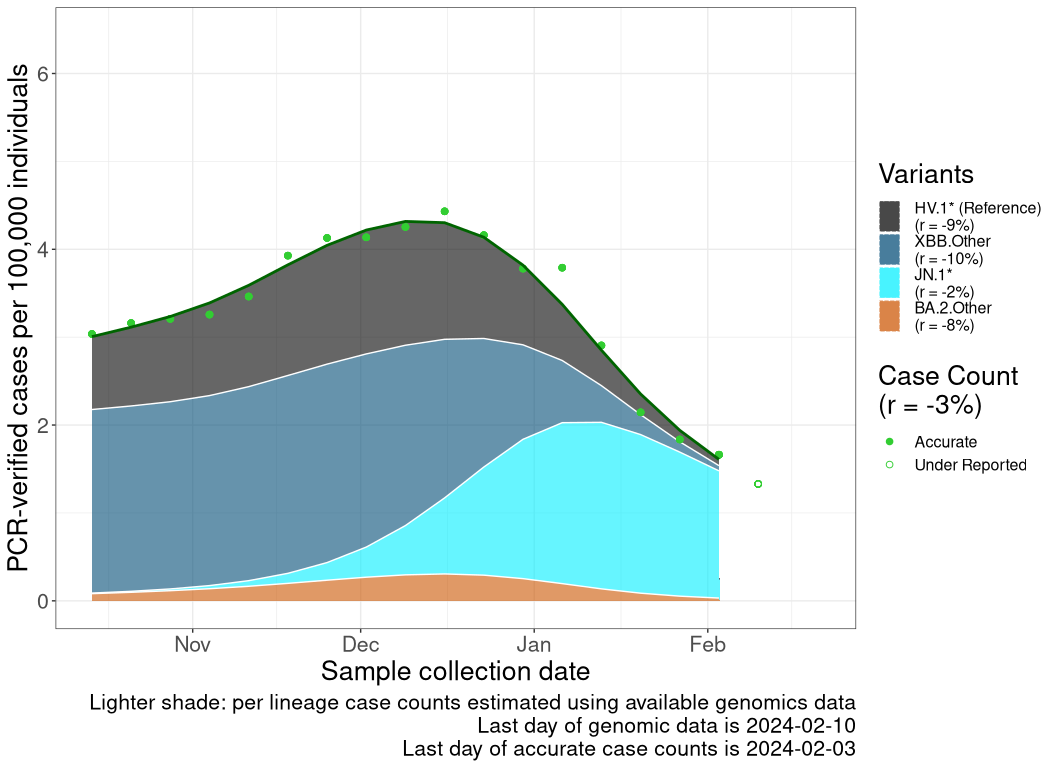 PCR-verified cases per 100,000 individuals
6
4
2
0
Nov
Dec
Jan
Feb
Sample collection date
Lighter shade: per lineage case counts estimated using available genomics data
Last day of genomic data is 2024-02-10
Last day of accurate case counts is 2024-02-03
Variants
HV.1* (Reference)
(r = -9%)
XBB.Other
(r = -10%)
JN.1*
(r = -2%)
BA.2.Other
(r = -8%)
Case Count
(r = -3%)
Accurate
Under Reported